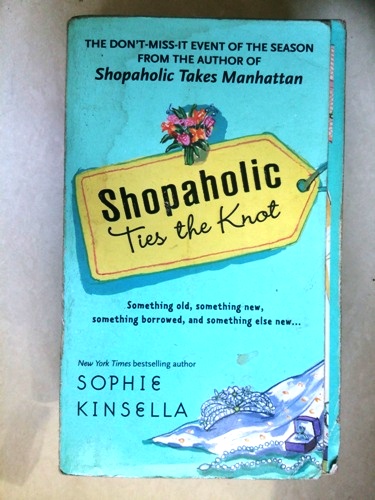 THE DON'T-MISS-IT EVENT OF THE SEASON
FROM THE AUTHOR OF
Shopaholic Takes Manhattan
Shopaholic
Ties the Knot
Something old, something new,
something borrowed, and something else new...
New York Times bestselling author
SOPHIE
KINSELLA